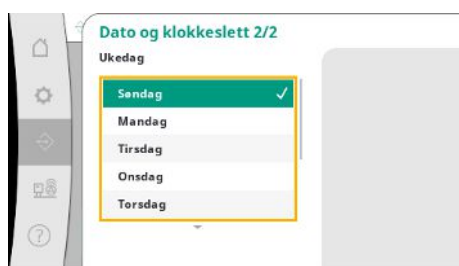 Dato og klokkeslett 2/2
Ukedag
Søndag
Mandag
Tirsdag
Onsdag
Torsdag